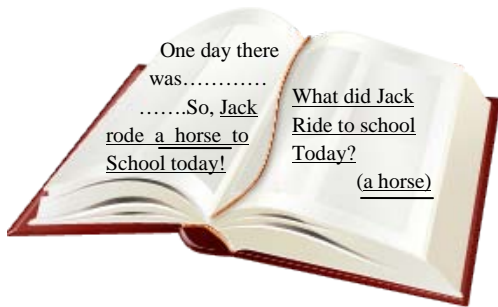 One day there
was…………
…….So, Jack
rode a horse to
School today!
What did Jack
Ride to school
Today?
(a horse)